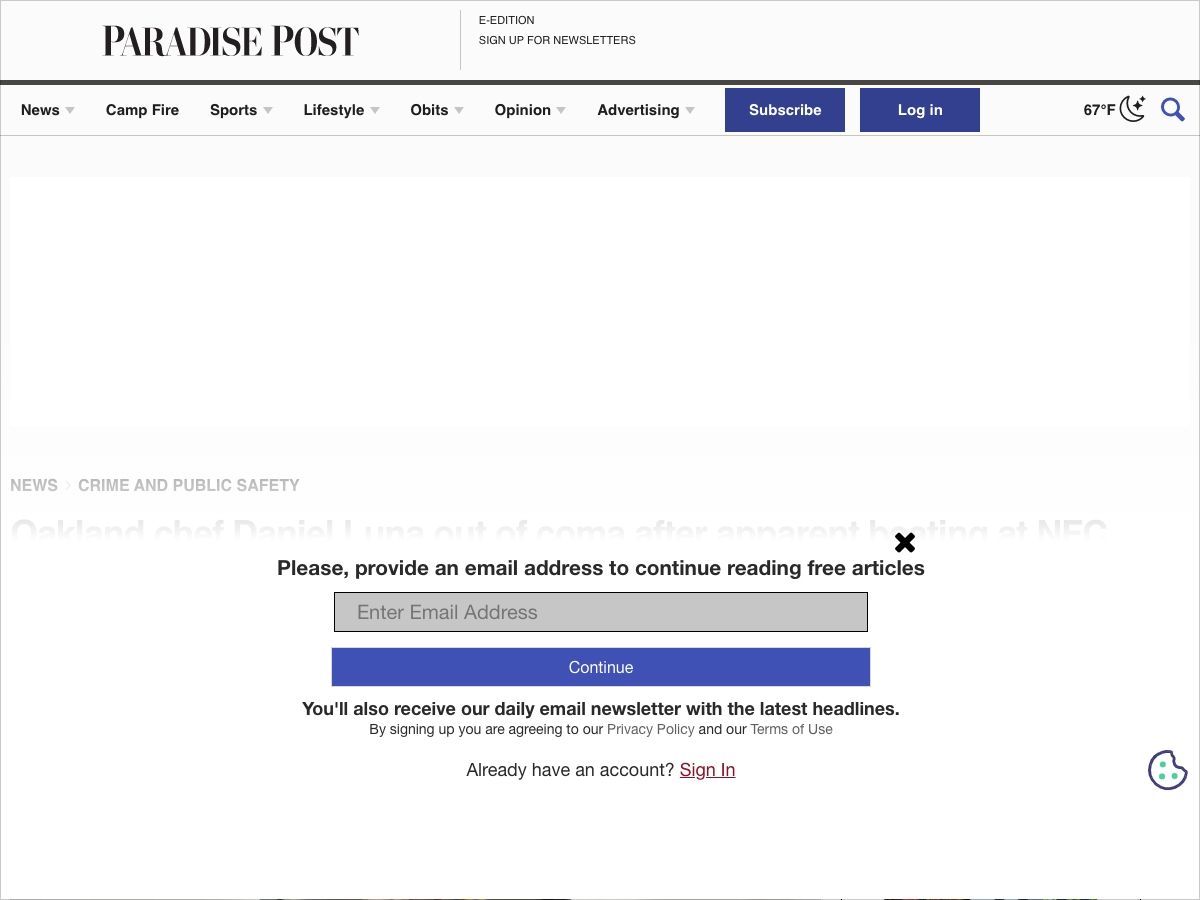 PARADISE POST
E-EDITION
SIGN UP FOR NEWSLETTERS
News Camp Fire Sports Lifestyle Obits Opinion Advertising Subscribe Log in 67°F
NEWS CRIME AND PUBLIC SAFETY
Oakland chef Daniel Luna out of coma after apparent beating at NFC
Please, provide an email address to continue reading free articles
Enter Email Address
Continue
You'll also receive our daily email newsletter with the latest headlines.
By signing up you are agreeing to our Privacy Policy and our Terms of Use
Already have an account? Sign In